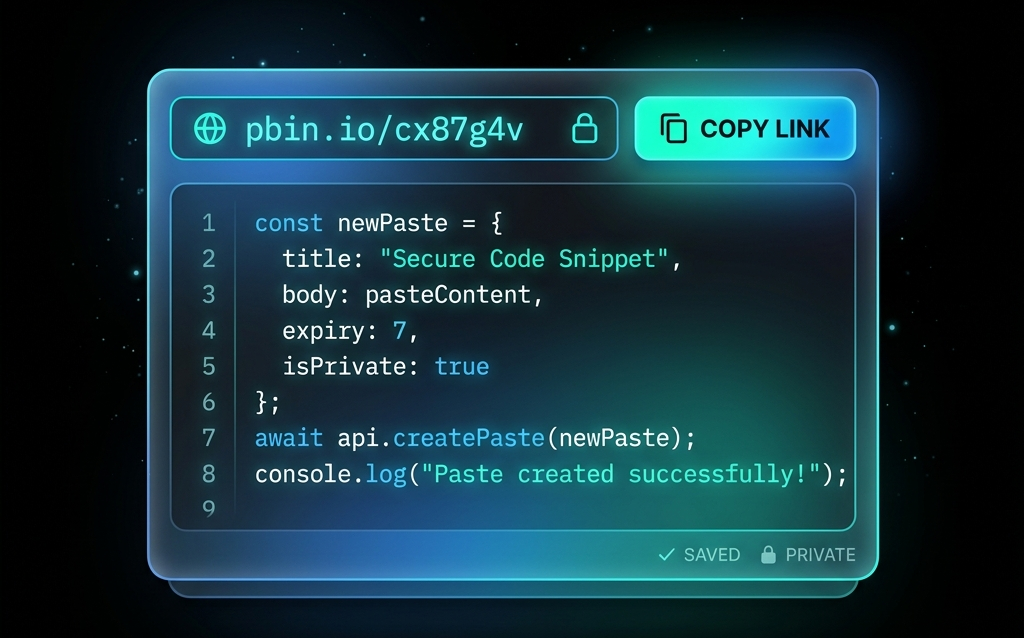 pbin.io/cx87g4v
COPY LINK
1 const newPaste = {
2   title: "Secure Code Snippet",
3   body: pasteContent,
4   expiry: 7,
5   isPrivate: true
6 };
7 await api.createPaste(newPaste);
8 console.log("Paste created successfully!");
9
SAVED PRIVATE